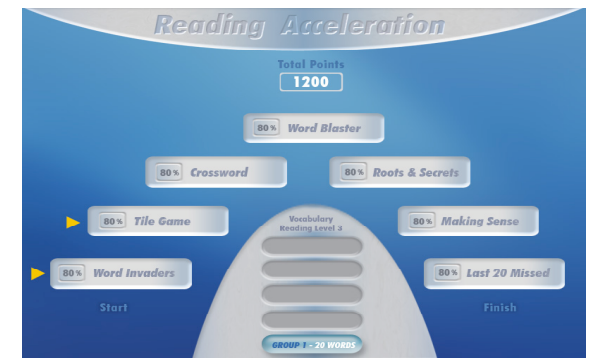 Reading Acceleration
Total Points
1200
80% Word Blaster
80% Crossword
80% Roots & Secrets
80% Tile Game
Vocabulary
Reading Level 3
80% Making Sense
80% Word Invaders
80% Last 20 Missed
Start
Finish
GROUP 1 - 20 WORDS